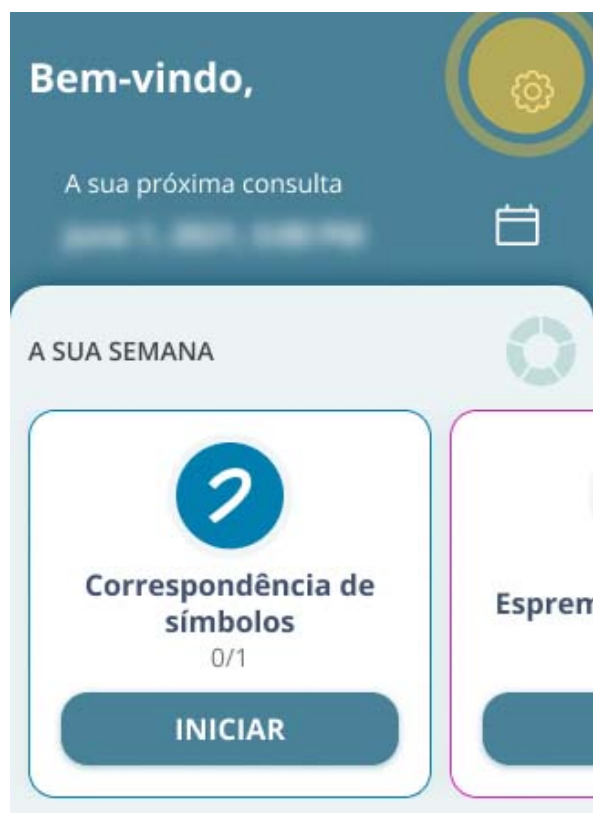 Bem-vindo,
A sua próxima consulta
A SUA SEMANA
Correspondência de
símbolos
0/1
INICIAR
Esprem